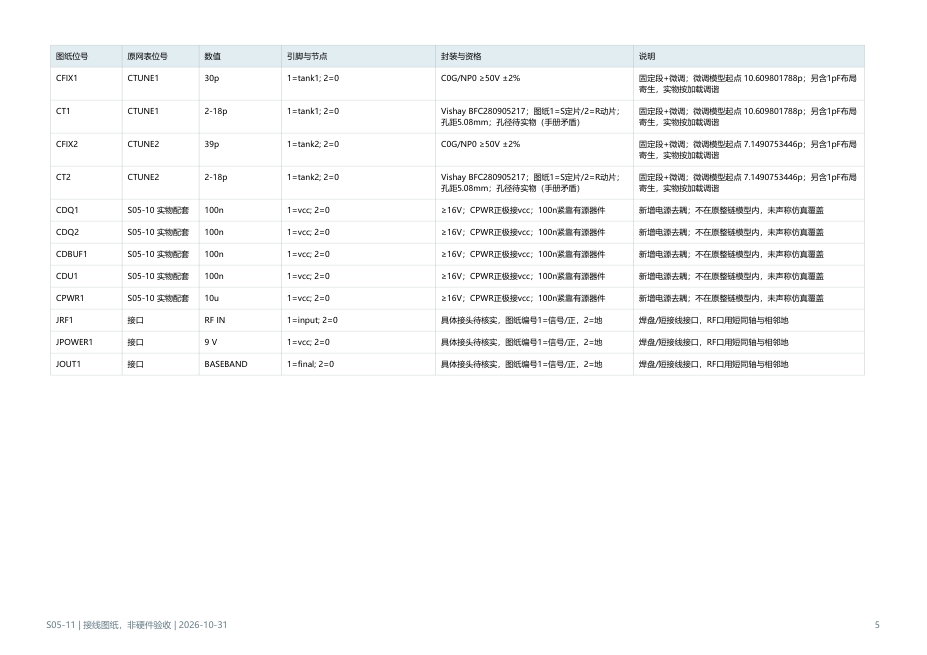 图纸位号 原网表位号 数值 引脚与节点 封装与资格 说明
CFIX1 CTUNE1 30p 1=tank1; 2=0 C0G/NP0 ≥50V ±2% 固定段+微调；微调模型起点 10.609801788p；另含1pF布局
寄生，实物按加载调谐
CT1 CTUNE1 2-18p 1=tank1; 2=0 Vishay BFC280905217；图纸1=S定片/2=R动片； 固定段+微调；微调模型起点 10.609801788p；另含1pF布局
孔距5.08mm；孔径待实物（手册矛盾） 寄生，实物按加载调谐
CFIX2 CTUNE2 39p 1=tank2; 2=0 C0G/NP0 ≥50V ±2% 固定段+微调；微调模型起点 7.1490753446p；另含1pF布局
寄生，实物按加载调谐
CT2 CTUNE2 2-18p 1=tank2; 2=0 Vishay BFC280905217；图纸1=S定片/2=R动片； 固定段+微调；微调模型起点 7.1490753446p；另含1pF布局
孔距5.08mm；孔径待实物（手册矛盾） 寄生，实物按加载调谐
CDQ1 S05-10 实物配套 100n 1=vcc; 2=0 ≥16V；CPWR正极接vcc；100n紧靠有源器件 新增电源去耦；不在原整链模型内，未声称仿真覆盖
CDQ2 S05-10 实物配套 100n 1=vcc; 2=0 ≥16V；CPWR正极接vcc；100n紧靠有源器件 新增电源去耦；不在原整链模型内，未声称仿真覆盖
CDBUF1 S05-10 实物配套 100n 1=vcc; 2=0 ≥16V；CPWR正极接vcc；100n紧靠有源器件 新增电源去耦；不在原整链模型内，未声称仿真覆盖
CDU1 S05-10 实物配套 100n 1=vcc; 2=0 ≥16V；CPWR正极接vcc；100n紧靠有源器件 新增电源去耦；不在原整链模型内，未声称仿真覆盖
CPWR1 S05-10 实物配套 10u 1=vcc; 2=0 ≥16V；CPWR正极接vcc；100n紧靠有源器件 新增电源去耦；不在原整链模型内，未声称仿真覆盖
JRF1 接口 RF IN 1=input; 2=0 具体接头待核实，图纸编号1=信号/正，2=地 焊盘/短接线接口，RF口用短同轴与相邻地
JPOWER1 接口 9 V 1=vcc; 2=0 具体接头待核实，图纸编号1=信号/正，2=地 焊盘/短接线接口，RF口用短同轴与相邻地
JOUT1 接口 BASEBAND 1=final; 2=0 具体接头待核实，图纸编号1=信号/正，2=地 焊盘/短接线接口，RF口用短同轴与相邻地
S05-11 | 接线图纸，非硬件验收 | 2026-10-31 5